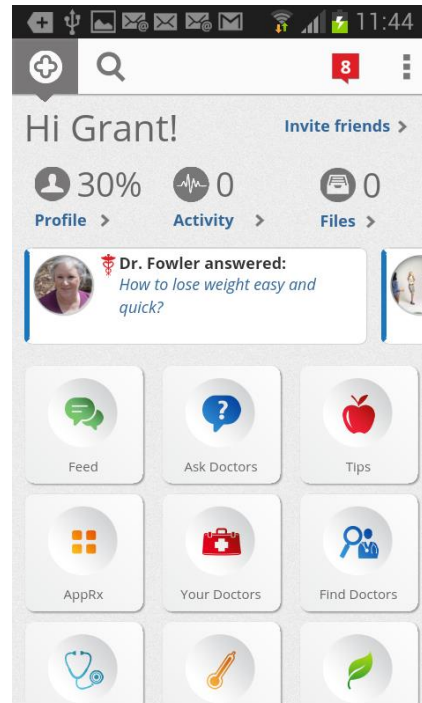 11:44
8
Hi Grant!
Invite friends >
30%
0
0
Profile >
Activity >
Files >
Dr. Fowler answered:
How to lose weight easy and
quick?
Feed
Ask Doctors
Tips
AppRx
Your Doctors
Find Doctors